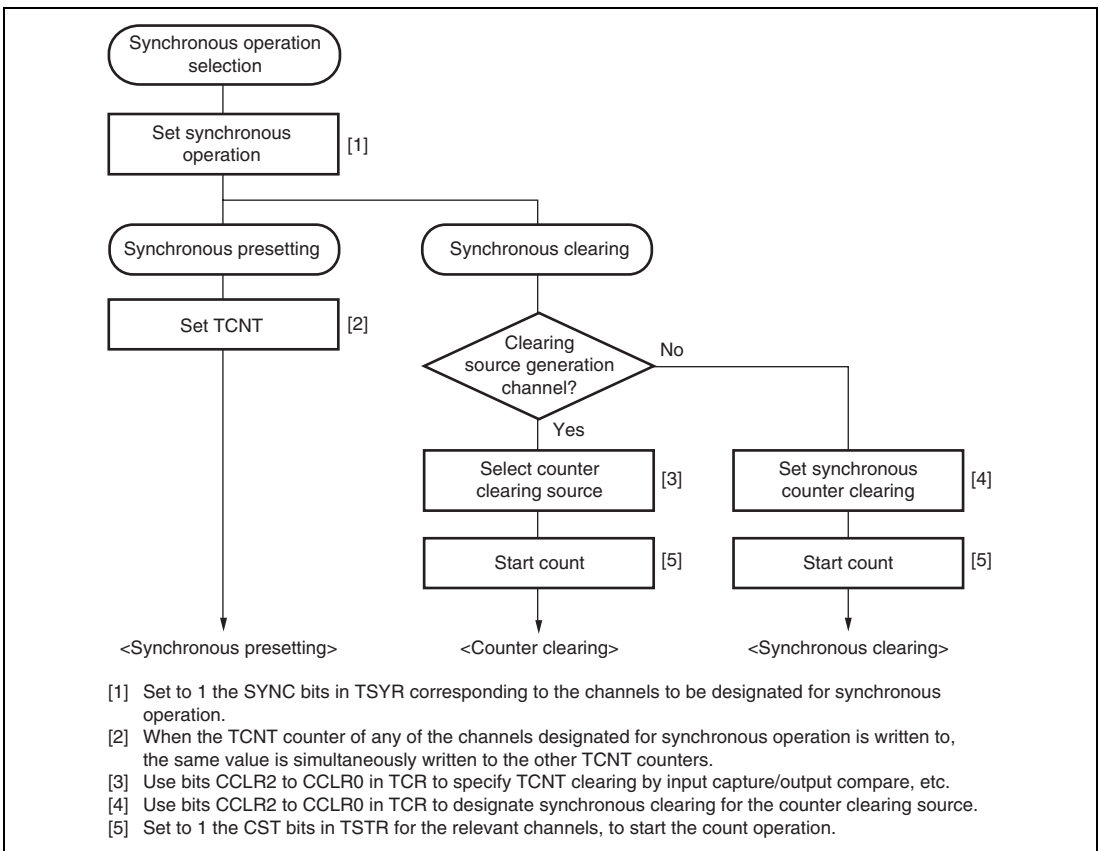 Synchronous operation
selection
Set synchronous
operation
[1]
Synchronous presetting
Synchronous clearing
Set TCNT
[2]
Clearing
source generation
channel?
No
Yes
Select counter
clearing source
[3]
Set synchronous
counter clearing
[4]
Start count
[5]
Start count
[5]
<Synchronous presetting>
<Counter clearing>
<Synchronous clearing>
[1] Set to 1 the SYNC bits in TSYR corresponding to the channels to be designated for synchronous
operation.
[2] When the TCNT counter of any of the channels designated for synchronous operation is written to,
the same value is simultaneously written to the other TCNT counters.
[3] Use bits CCLR2 to CCLR0 in TCR to specify TCNT clearing by input capture/output compare, etc.
[4] Use bits CCLR2 to CCLR0 in TCR to designate synchronous clearing for the counter clearing source.
[5] Set to 1 the CST bits in TSTR for the relevant channels, to start the count operation.